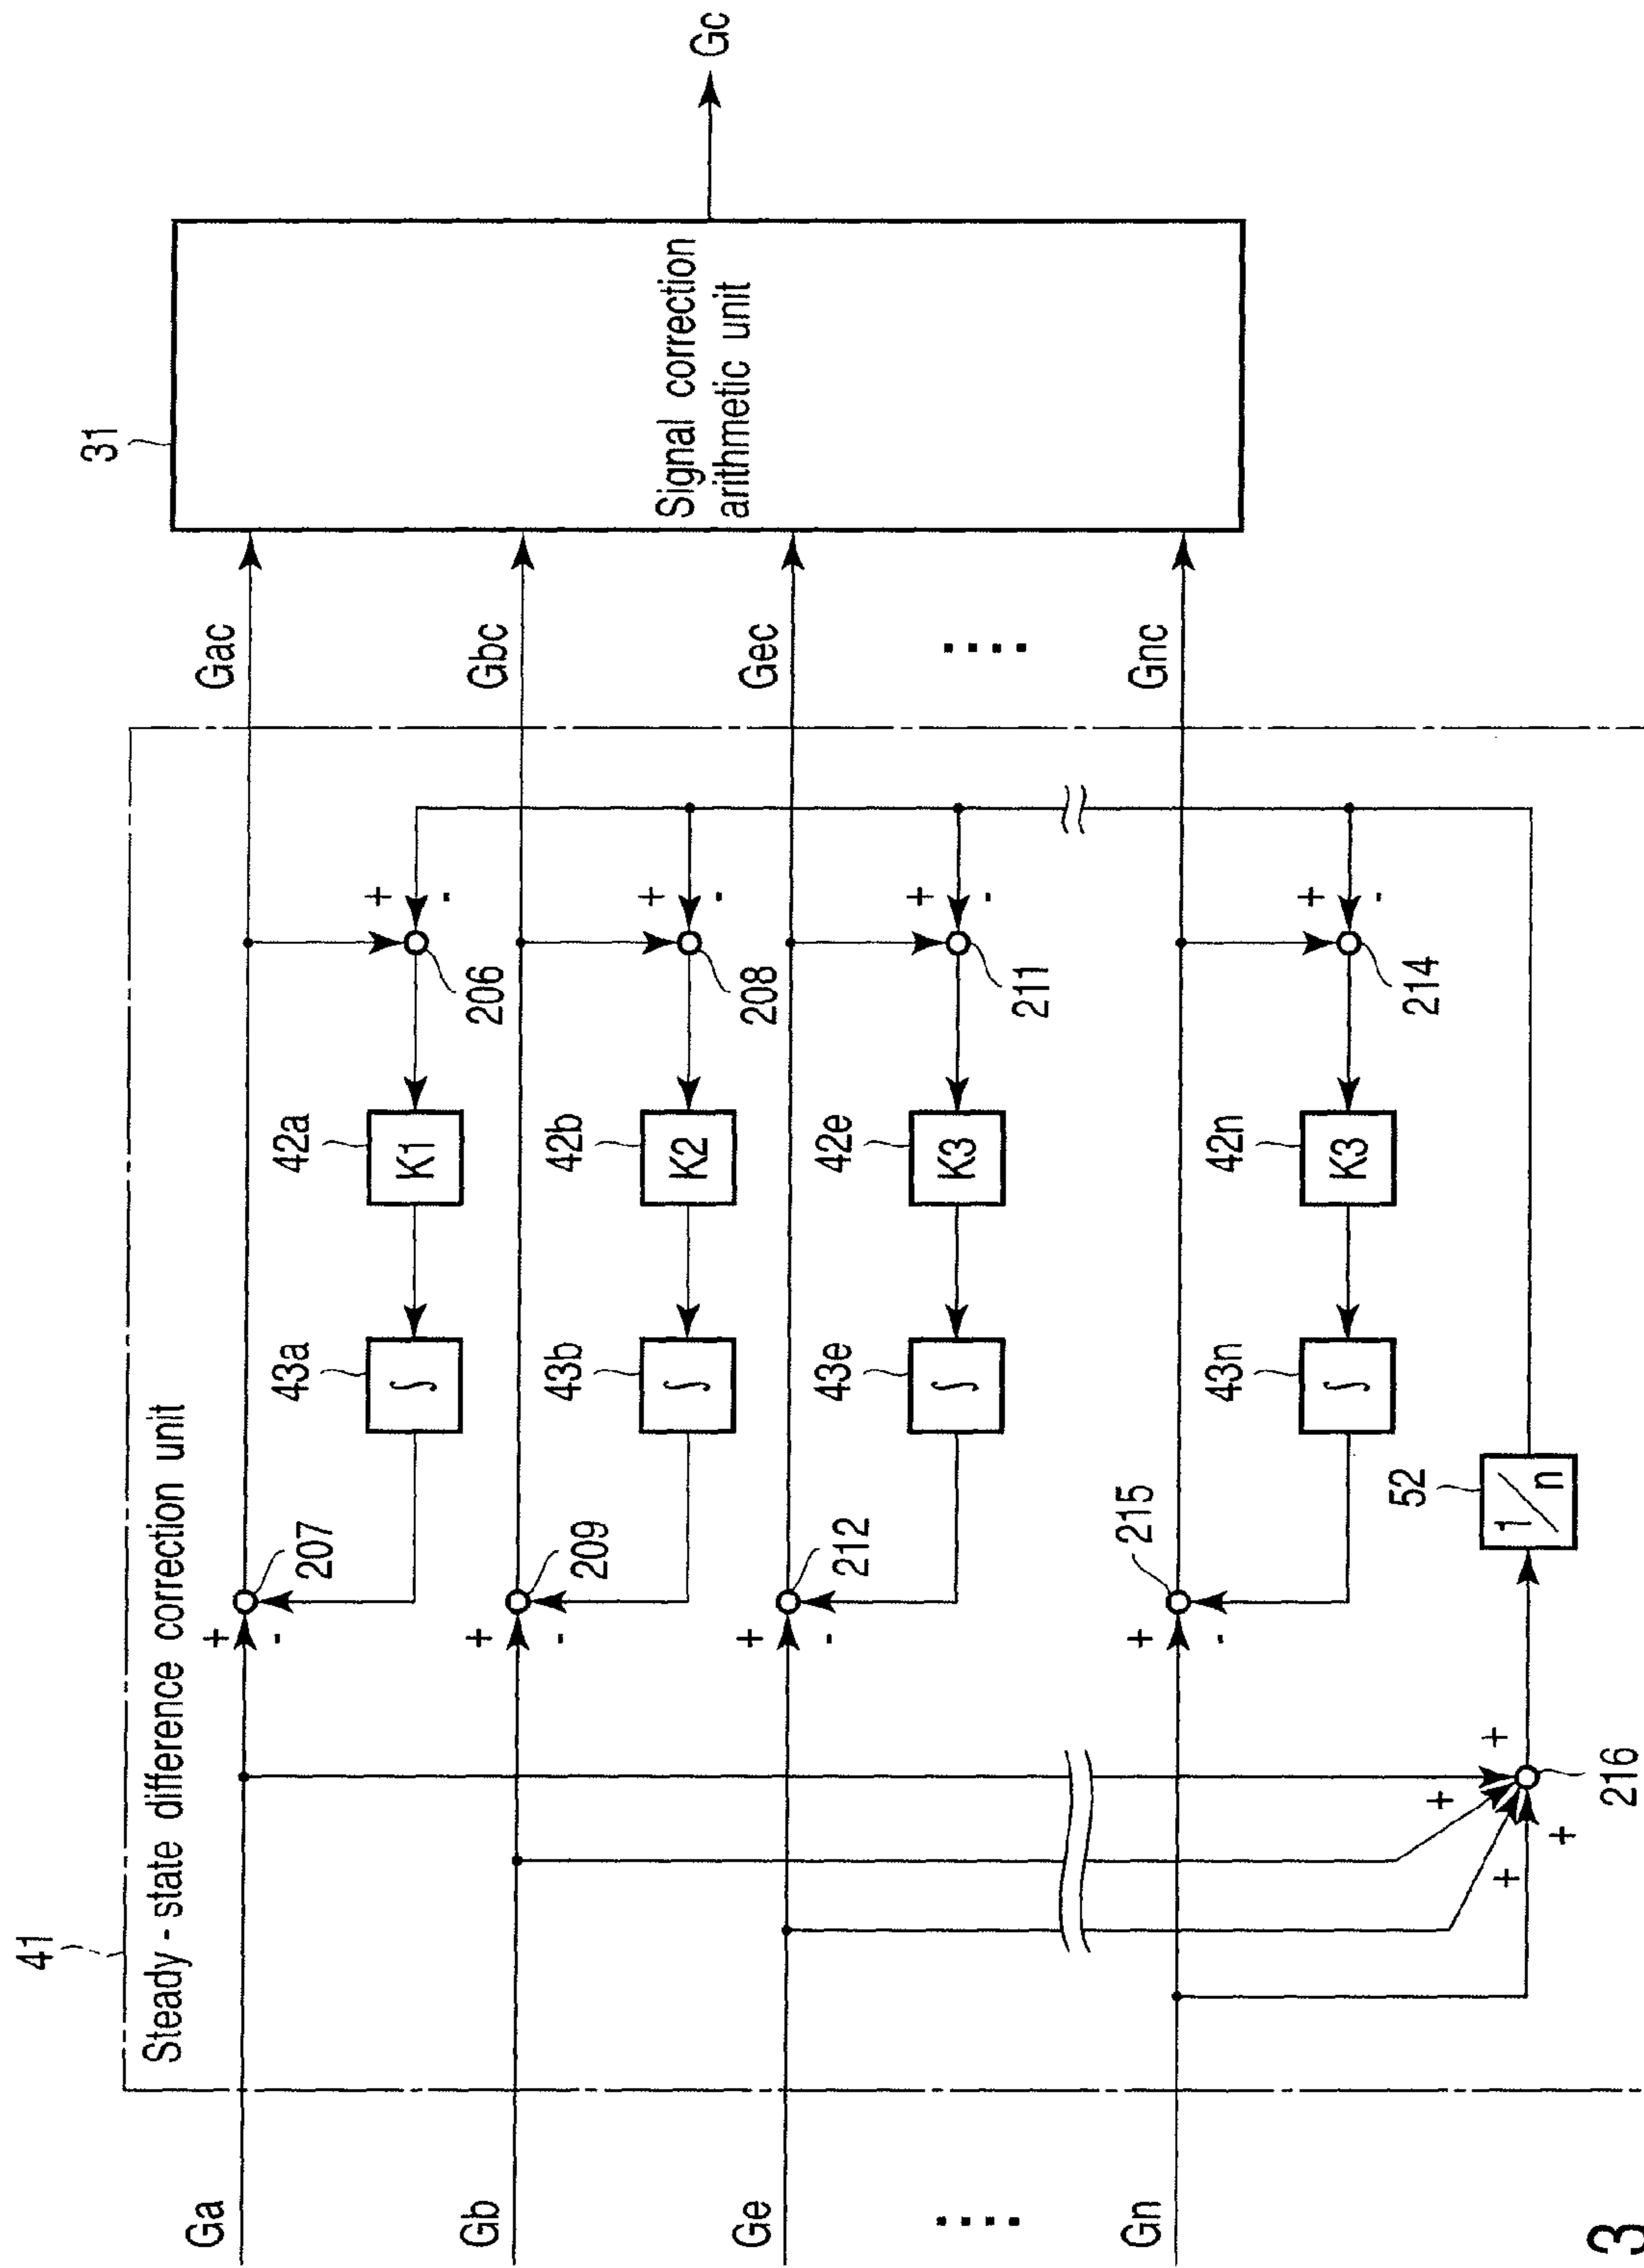 41
Steady - state difference correction unit
31
Ga
+
-
207
43a
∫
42a
K1
206
+
-
Gac
Gb
+
-
209
43b
∫
42b
K2
208
+
-
Gbc
Signal correction
arithmetic unit
Gc
Ge
+
-
212
43e
∫
42e
K3
211
+
-
Gec
....
....
Gn
+
-
215
43n
∫
42n
K3
214
+
-
Gnc
+
+
+
+
216
52
1/n
3